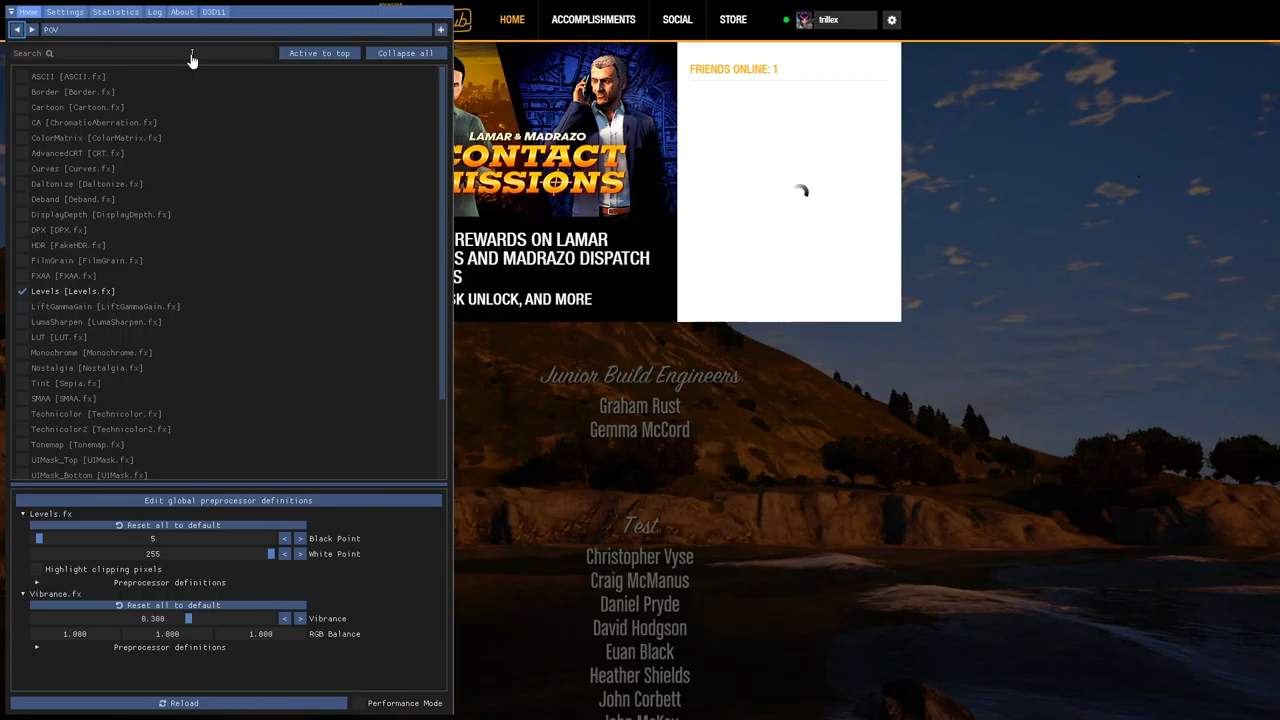 Home Settings Statistics Log About D3D11
POV
Search Active to top Collapse all
ASCII [ASCII.fx]
Border [Border.fx]
Cartoon [Cartoon.fx]
CA [ChromaticAberration.fx]
ColorMatrix [ColorMatrix.fx]
AdvancedCRT [CRT.fx]
Curves [Curves.fx]
Daltonize [Daltonize.fx]
Deband [Deband.fx]
DisplayDepth [DisplayDepth.fx]
DPX [DPX.fx]
HDR [FakeHDR.fx]
FilmGrain [FilmGrain.fx]
FXAA [FXAA.fx]
Levels [Levels.fx]
LiftGammaGain [LiftGammaGain.fx]
LumaSharpen [LumaSharpen.fx]
LUT [LUT.fx]
Monochrome [Monochrome.fx]
Nostalgia [Nostalgia.fx]
Tint [Sepia.fx]
SMAA [SMAA.fx]
Technicolor [Technicolor.fx]
Technicolor2 [Technicolor2.fx]
Tonemap [Tonemap.fx]
UIMask_Top [UIMask.fx]
UIMask_Bottom [UIMask.fx]
Edit global preprocessor definitions
Levels.fx
Reset all to default
5 < > Black Point
255 < > White Point
Highlight clipping pixels
Preprocessor definitions
Vibrance.fx
Reset all to default
0.300 < > Vibrance
1.000 1.000 1.000 RGB Balance
Preprocessor definitions
Reload Performance Mode
HOME ACCOMPLISHMENTS SOCIAL STORE trillex
FRIENDS ONLINE: 1
LAMAR & MADRAZO
CONTACT
MISSIONS
REWARDS ON LAMAR
S AND MADRAZO DISPATCH
S
SK UNLOCK, AND MORE
Junior Build Engineers
Graham Rust
Gemma McCord
Test
Christopher Vyse
Craig McManus
Daniel Pryde
David Hodgson
Euan Black
Heather Shields
John Corbett
John McKay